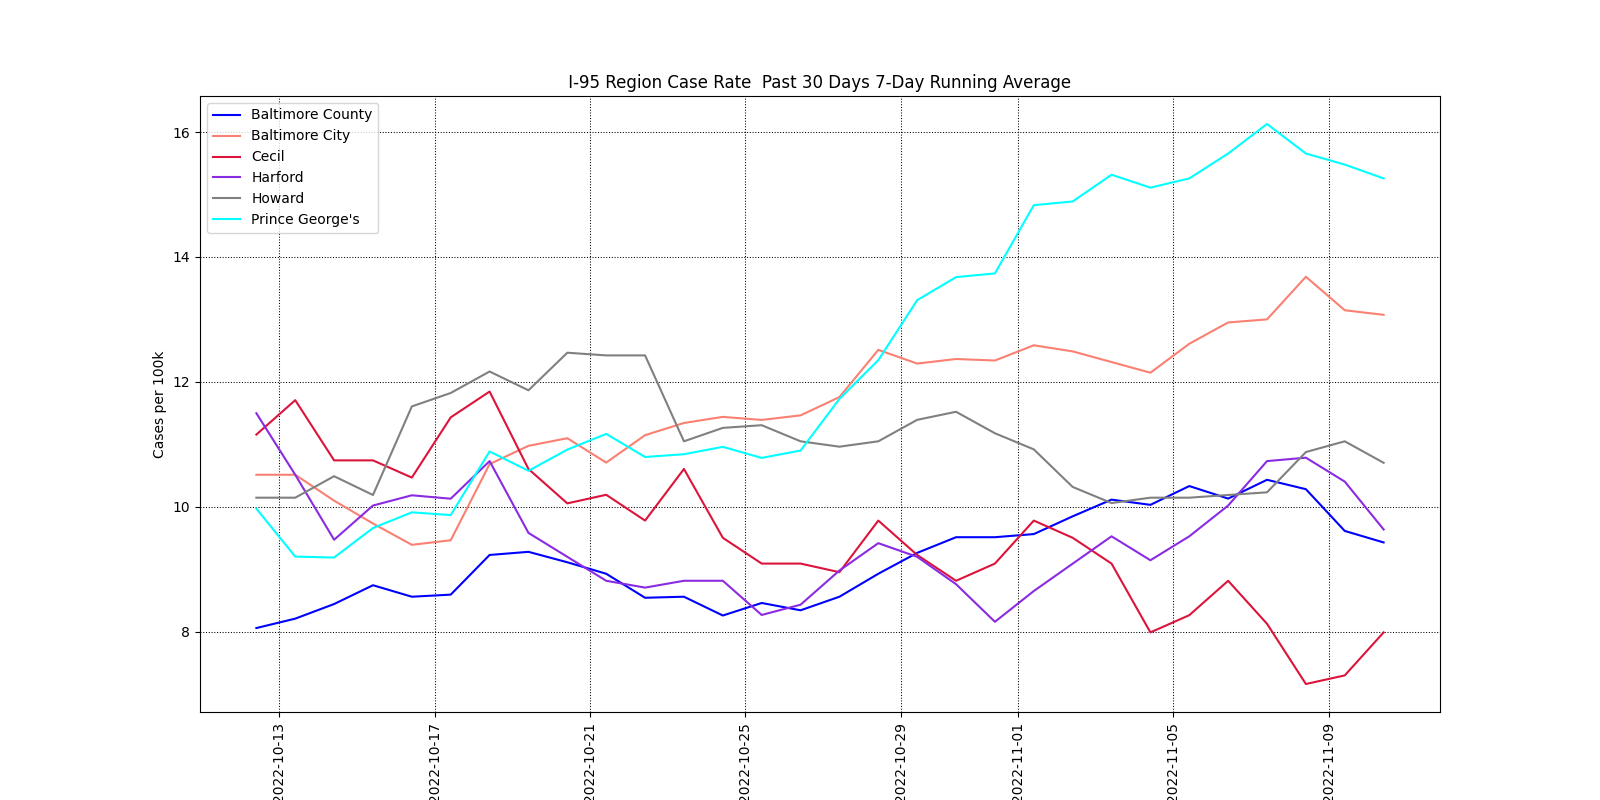 I-95 Region Case Rate  Past 30 Days 7-Day Running Average
Baltimore County
Baltimore City
Cecil
Harford
Howard
Prince George's
Cases per 100k
16
14
12
10
8
2022-10-13
2022-10-17
2022-10-21
2022-10-25
2022-10-29
2022-11-01
2022-11-05
2022-11-09